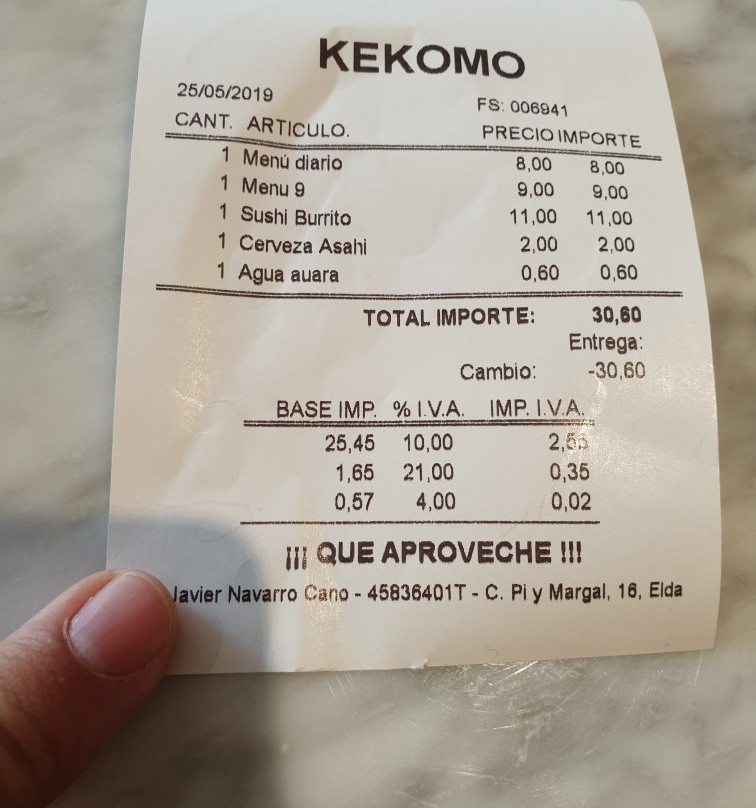 KEKOMO
25/05/2019 FS: 006941
CANT. ARTICULO. PRECIO IMPORTE
1 Menú diario 8,00 8,00
1 Menu 9 9,00 9,00
1 Sushi Burrito 11,00 11,00
1 Cerveza Asahi 2,00 2,00
1 Agua auara 0,60 0,60
TOTAL IMPORTE: 30,60
Entrega:
Cambio: -30,60
BASE IMP. % I.V.A. IMP. I.V.A.
25,45 10,00
1,65 21,00 0,35
0,57 4,00 0,02
¡¡¡ QUE APROVECHE !!!
Javier Navarro Cano - 45836401T - C. Pi y Margal, 16, Elda